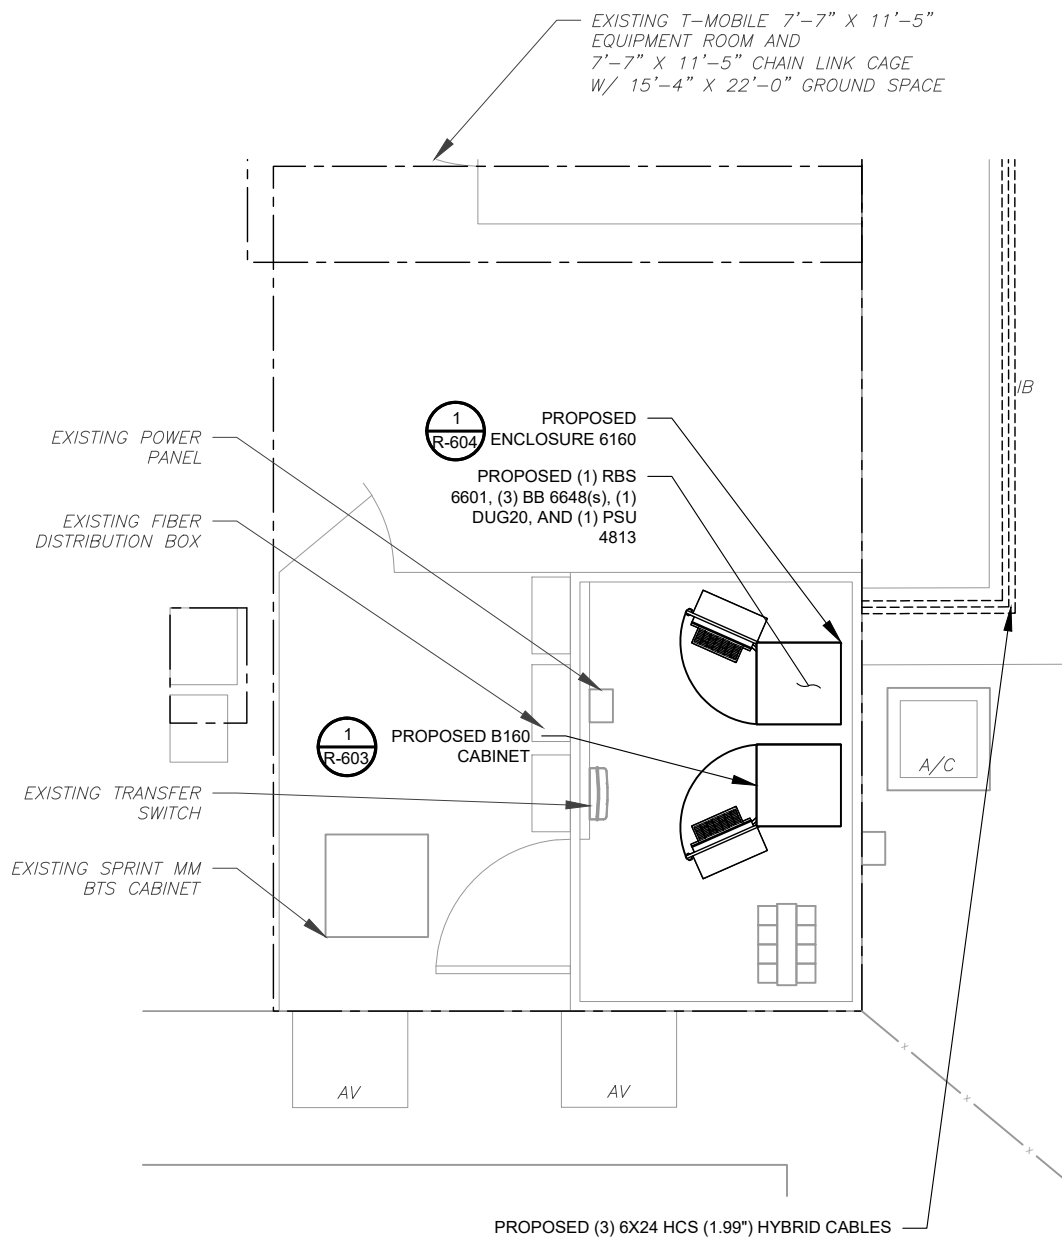 EXISTING T-MOBILE 7'-7" X 11'-5"
EQUIPMENT ROOM AND
7'-7" X 11'-5" CHAIN LINK CAGE
W/ 15'-4" X 22'-0" GROUND SPACE
IB
1
R-604
PROPOSED
ENCLOSURE 6160
EXISTING POWER
PANEL
PROPOSED (1) RBS
6601, (3) BB 6648(s), (1)
DUG20, AND (1) PSU
4813
EXISTING FIBER
DISTRIBUTION BOX
1
R-603
PROPOSED B160
CABINET
A/C
EXISTING TRANSFER
SWITCH
EXISTING SPRINT MM
BTS CABINET
AV
AV
x
x
x
PROPOSED (3) 6X24 HCS (1.99") HYBRID CABLES